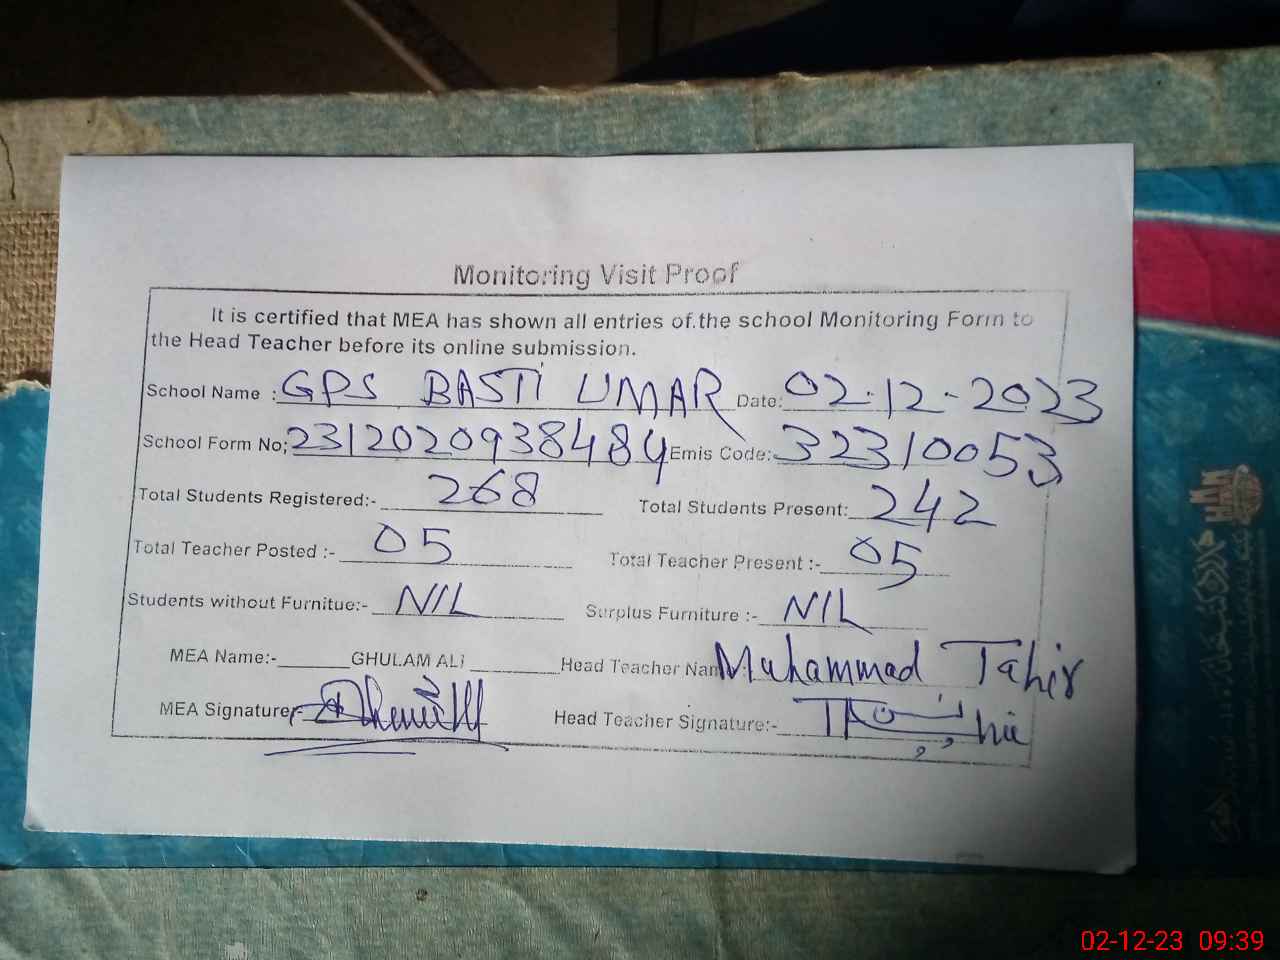 Monitoring Visit Proof
It is certified that MEA has shown all entries of the school Monitoring Form to
the Head Teacher before its online submission.
School Name : GPS BASTi UMAR Date: 02-12-2023
School Form No; 2312020938484 Emis Code:- 32310053
Total Students Registered:- 268 Total Students Present: 242
Total Teacher Posted :- 05 Total Teacher Present :- 05
Students without Furnitue:- NIL Surplus Furniture :- NIL
MEA Name:- GHULAM ALI Head Teacher Nam : Muhammad Tahir
MEA Signature:- Head Teacher Signature:-
02-12-23 09:39